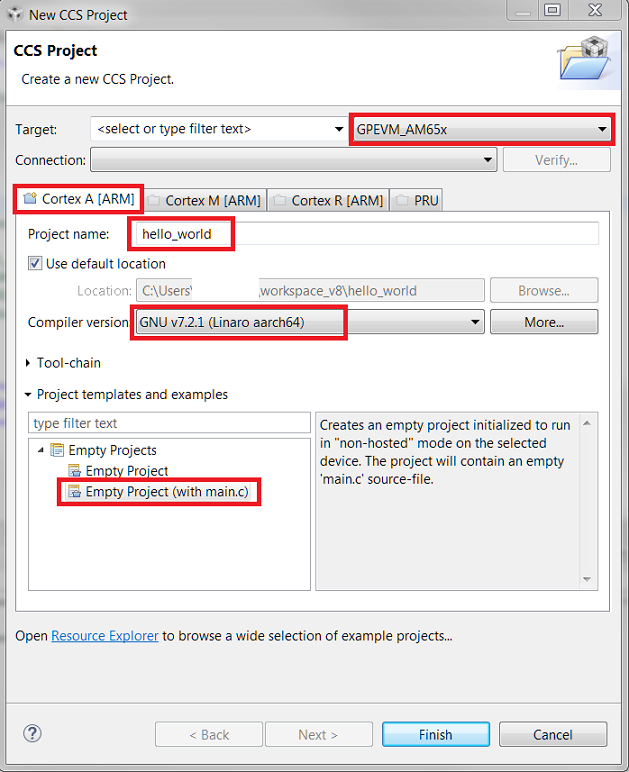 New CCS Project
CCS Project
Create a new CCS Project.
Target: <select or type filter text> GPEVM_AM65x
Connection: Verify...
Cortex A [ARM] Cortex M [ARM] Cortex R [ARM] PRU
Project name: hello_world
Use default location
Location: C:\Users\ \workspace_v8\hello_world Browse...
Compiler version: GNU v7.2.1 (Linaro aarch64) More...
Tool-chain
Project templates and examples
type filter text
Empty Projects
Empty Project
Empty Project (with main.c)
Creates an empty project initialized to run
in "non-hosted" mode on the selected
device. The project will contain an empty
'main.c' source-file.
Open Resource Explorer to browse a wide selection of example projects...
? < Back Next > Finish Cancel